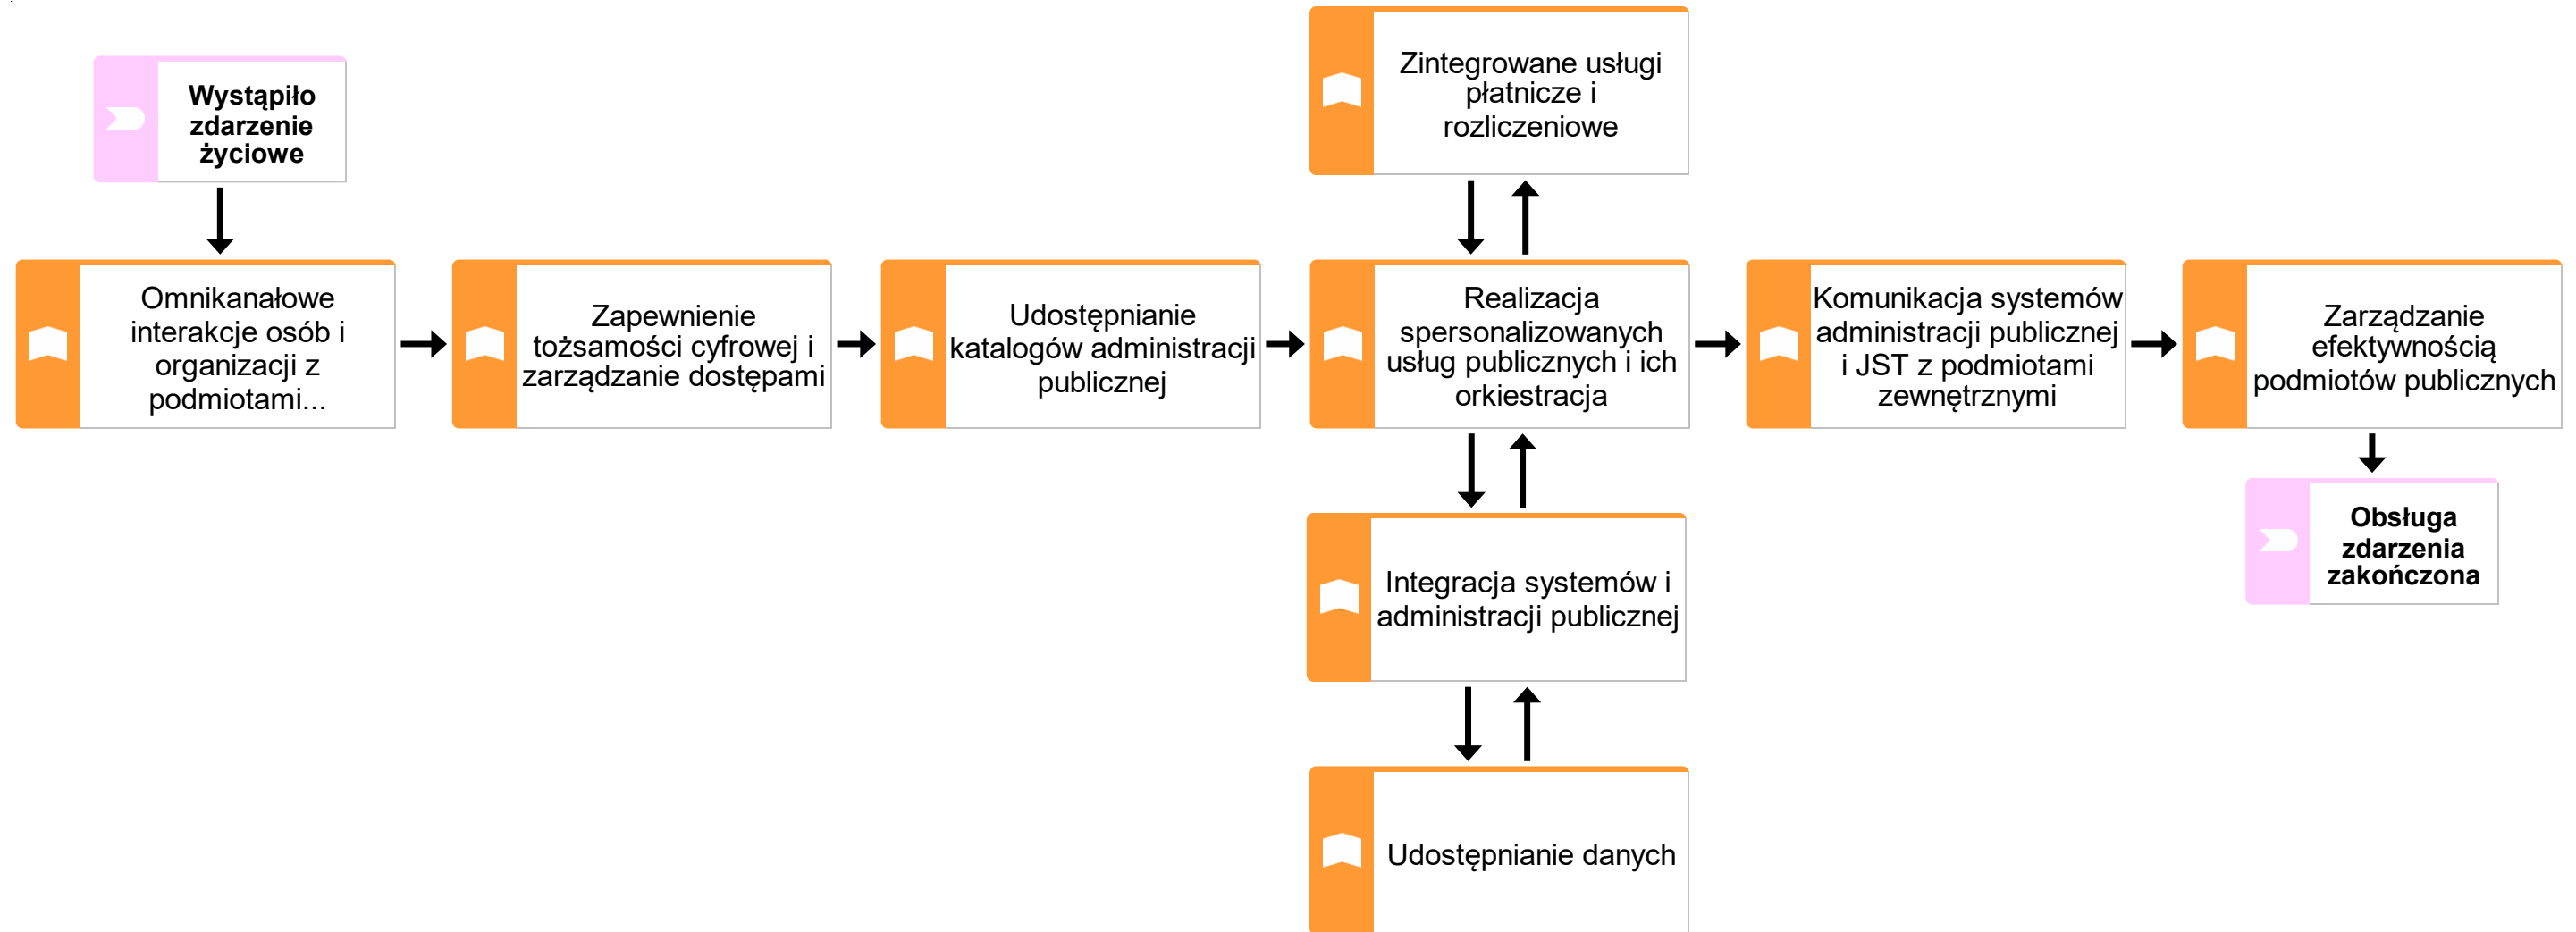 Wystąpiło
zdarzenie
życiowe
Omnikanałowe
interakcje osób i
organizacji z
podmiotami...
Zapewnienie
tożsamości cyfrowej i
zarządzanie dostępami
Udostępnianie
katalogów administracji
publicznej
Zintegrowane usługi
płatnicze i
rozliczeniowe
Realizacja
spersonalizowanych
usług publicznych i ich
orkiestracja
Integracja systemów i
administracji publicznej
Udostępnianie danych
Komunikacja systemów
administracji publicznej
i JST z podmiotami
zewnętrznymi
Zarządzanie
efektywnością
podmiotów publicznych
Obsługa
zdarzenia
zakończona